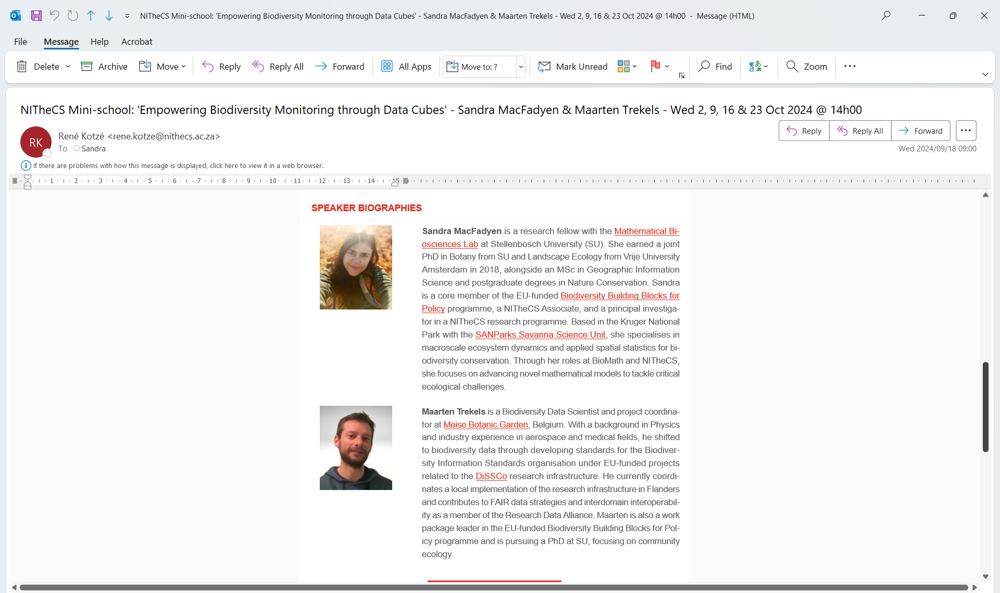 NITheCS Mini-school: 'Empowering Biodiversity Monitoring through Data Cubes' - Sandra MacFadyen & Maarten Trekels - Wed 2, 9, 16 & 23 Oct 2024 @ 14h00 - Message (HTML)
File Message Help Acrobat
Delete Archive Move Reply Reply All Forward All Apps Move to: ? Mark Unread Find Zoom
NITheCS Mini-school: 'Empowering Biodiversity Monitoring through Data Cubes' - Sandra MacFadyen & Maarten Trekels - Wed 2, 9, 16 & 23 Oct 2024 @ 14h00
RK
René Kotzé <rene.kotze@nithecs.ac.za>
To Sandra
Reply Reply All Forward
Wed 2024/09/18 09:00
If there are problems with how this message is displayed, click here to view it in a web browser.
1 2 3 4 5 6 7 8 9 10 11 12 13 14 15
SPEAKER BIOGRAPHIES
Sandra MacFadyen is a research fellow with the Mathematical Bi-
osciences Lab at Stellenbosch University (SU). She earned a joint
PhD in Botany from SU and Landscape Ecology from Vrije University
Amsterdam in 2018, alongside an MSc in Geographic Information
Science and postgraduate degrees in Nature Conservation. Sandra
is a core member of the EU-funded Biodiversity Building Blocks for
Policy programme, a NITheCS Associate, and a principal investiga-
tor in a NITheCS research programme. Based in the Kruger National
Park with the SANParks Savanna Science Unit, she specialises in
macroscale ecosystem dynamics and applied spatial statistics for bi-
odiversity conservation. Through her roles at BioMath and NITheCS,
she focuses on advancing novel mathematical models to tackle critical
ecological challenges.
Maarten Trekels is a Biodiversity Data Scientist and project coordina-
tor at Meise Botanic Garden, Belgium. With a background in Physics
and industry experience in aerospace and medical fields, he shifted
to biodiversity data through developing standards for the Biodiver-
sity Information Standards organisation under EU-funded projects
related to the DiSSCo research infrastructure. He currently coordi-
nates a local implementation of the research infrastructure in Flanders
and contributes to FAIR data strategies and interdomain interoperabil-
ity as a member of the Research Data Alliance. Maarten is also a work
package leader in the EU-funded Biodiversity Building Blocks for Pol-
icy programme and is pursuing a PhD at SU, focusing on community
ecology.